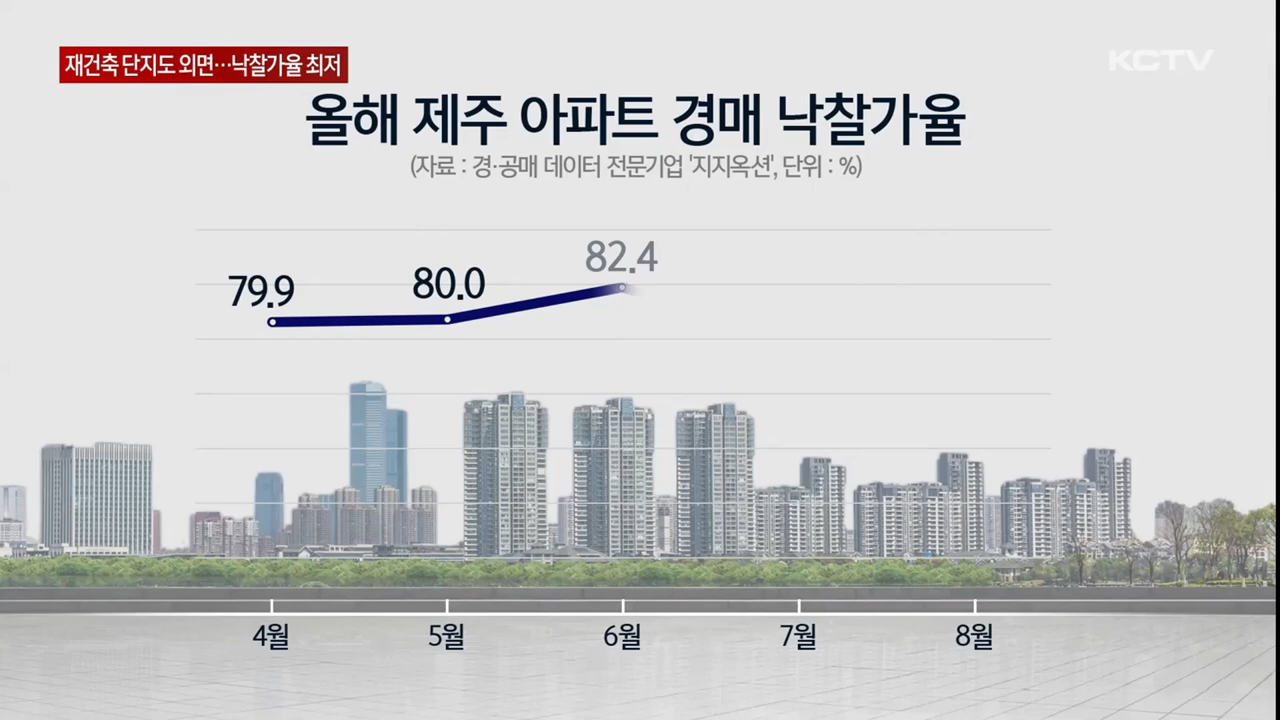 재건축 단지도 외면…낙찰가율 최저
KCTV
올해 제주 아파트 경매 낙찰가율
(자료 : 경·공매 데이터 전문기업 '지지옥션', 단위 : %)
79.9
80.0
82.4
4월
5월
6월
7월
8월